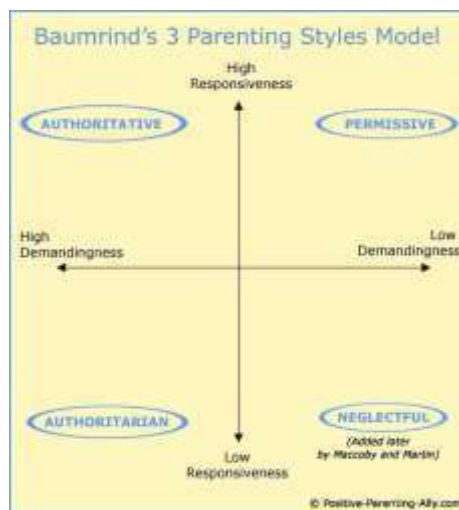 Baumrind's 3 Parenting Styles Model
High
Responsiveness
AUTHORITATIVE
PERMISSIVE
High
Demandingness
Low
Demandingness
AUTHORITARIAN
NEGLECTFUL
(Added later
by Maccoby and Martin)
Low
Responsiveness
© Positive-Parenting-Ally.com